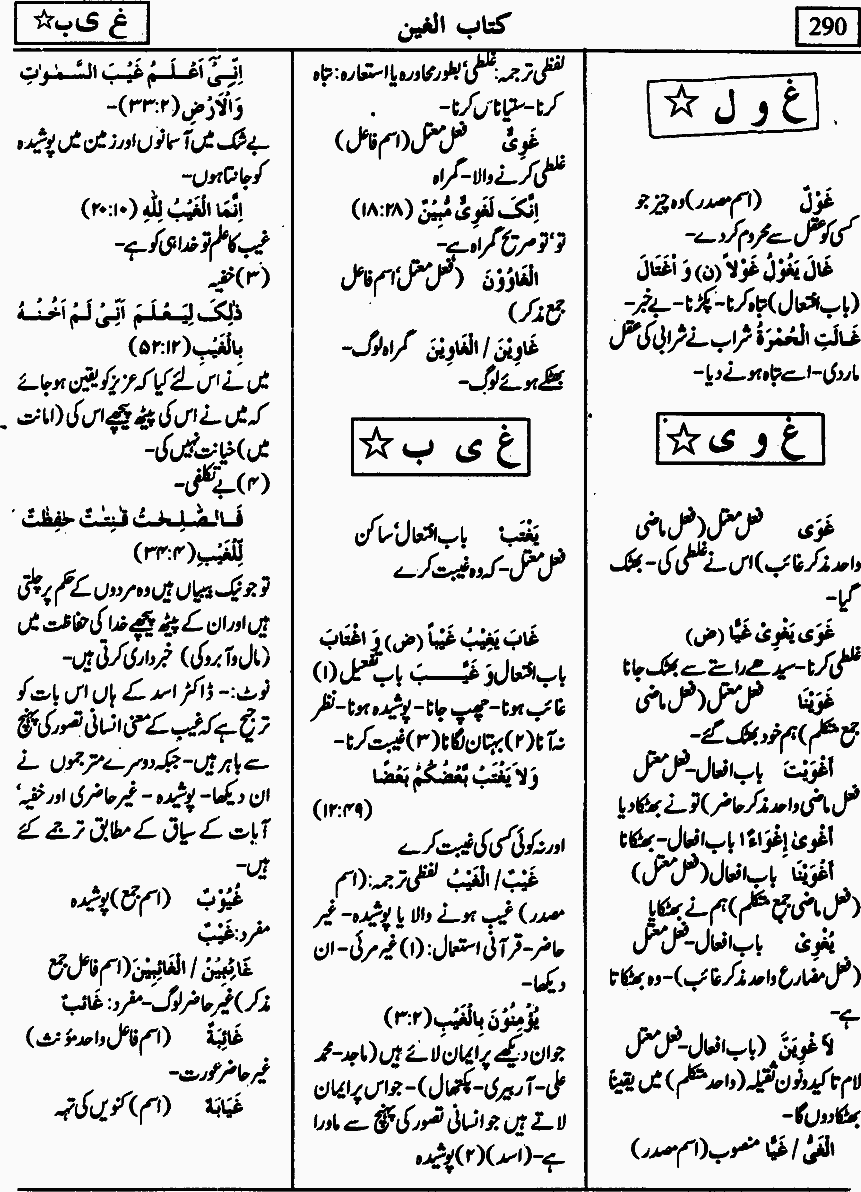 290
کتاب الغین
غ ی ب☆
غ و ل ☆
غَوْلٌ (اسم مصدر) وہ چیز جو
کسی کو عقل سے محروم کر دے۔
غَالَ یَغُوْلُ غَوْلاً (ن) وَ اغْتَالَ
(باب افتعال) تباہ کرنا۔ پکڑنا۔ بے خبر۔
غَالَتِ الْخُمْرَةُ شراب نے شرابی کی عقل
مار دی۔ اسے تباہ ہونے دیا۔
غ و ی ☆
غَوَی فعل معتل (فعل ماضی
واحد مذکر غائب) اس نے غلطی کی۔ بھٹک
گیا۔
غَوَی یَغْوِیْ غَیًّا (ض)
غلطی کرنا۔ سیدھے راستے سے بھٹک جانا
غَوَیْنَا فعل معتل (فعل ماضی
جمع متکلم) ہم خود بھٹک گئے۔
اَغْوَیْتَ باب افعال۔ فعل معتل
فعل ماضی واحد مذکر حاضر) تو نے بھٹکا دیا
اَغْوِیٰ اِغْوَاءً ا باب افعال۔ بھٹکانا
اَغْوَیْنَا باب افعال (فعل معتل)
(فعل ماضی جمع متکلم) ہم نے بھٹکایا
یُغْوِیْ باب افعال۔ فعل معتل
(فعل مضارع واحد مذکر غائب)۔ وہ بھٹکاتا
ہے۔
لَاَ غْوِیَنَّ (باب افعال۔ فعل معتل
لام تاکید ونون ثقیلہ (واحد متکلم) میں یقیناً
بھٹکا دوں گا۔
الْغَیُّ / غَیًّا منصوب (اسم مصدر)
لفظی ترجمہ: غلطی، بطور محاورہ یا استعارہ: تباہ
کرنا۔ ستیاناس کرنا۔
غَوِیٌّ فعل معتل (اسم فاعل)
غلطی کرنے والا۔ گمراہ
اِنَّکَ لَغَوِیٌّ مُّبِیْنٌ (۱۸:۲۸)
تو، تو صریح گمراہ ہے۔
الْغَاوُوْنَ (فعل معتل، اسم فاعل
جمع مذکر)
غَاوِیْنَ / الْغَاوِیْنَ گمراہ لوگ۔
بھٹکے ہوئے لوگ۔
غ ی ب ☆
یَغْتَبْ باب افتعال، ساکن
فعل معتل۔ کہ وہ غیبت کرے
غَابَ یَغِیْبُ غَیْباً (ض) وَ اغْتَابَ
باب افتعال وَ غَیَّـــبَ باب تفعیل (۱)
غائب ہونا۔ چھپ جانا۔ پوشیدہ ہونا۔ نظر
نہ آنا (۲) بہتان لگانا (۳) غیبت کرنا۔
وَلاَ یَغْتَبْ بَّعْضُکُمْ بَعْضًا
(۱۲:۴۹)
اور نہ کوئی کسی کی غیبت کرے
غَیْبٌ/ الْغَیْبُ لفظی ترجمہ: (اسم
مصدر) غیب ہونے والا یا پوشیدہ۔ غیر
حاضر۔ قرآنی استعمال: (۱) غیر مرئی۔ ان
دیکھا۔
یُؤْمِنُوْنَ بِالْغَیْبِ (۳:۲)
جو ان دیکھے پر ایمان لائے ہیں (ماجد۔ محمد
علی۔ آربیری۔ پکتھال)۔ جو اس پر ایمان
لاتے ہیں جو انسانی تصور کی پہنچ سے ماورا
ہے۔ (اسد) (۲) پوشیدہ
اِنِّیْٓ اَعْلَمُ غَیْبَ السَّمٰوٰتِ
وَالْاَرْضِ (۳۳:۲)۔
بے شک میں آسمانوں اور زمین میں پوشیدہ
کو جانتا ہوں۔
اِنَّمَا الْغَیْبُ لِلّٰہِ (۲۰:۱۰)
غیب کا علم تو خدا ہی کو ہے۔
(۳) خفیہ
ذٰلِکَ لِیَـعْلَمَ اَنِّیْ لَمْ اَخُنْـهُ
بِالْغَیْبِ (۵۲:۱۲)
میں نے اس لئے کیا کہ عزیز کو یقین ہو جائے
کہ میں نے اس کی پیٹھ پیچھے اس کی (امانت
میں) خیانت نہیں کی۔
(۴) بے تکلفی۔
فَـالصّٰلِحٰتُ قٰنِتٰتٌ حٰفِظٰتٌ
لِّلْغَیْبِ (۳۴:۴)
تو جو نیک بیبیاں ہیں وہ مردوں کے حکم پر چلتی
ہیں اور ان کے پیٹھ پیچھے خدا کی حفاظت میں
(مال و آبرو کی) خبرداری کرتی ہیں۔
نوٹ:۔ ڈاکٹر اسد کے ہاں اس بات کو
ترجیح ہے کہ غیب کے معنی انسانی تصور کی پہنچ
سے باہر ہیں۔ جبکہ دوسرے مترجموں نے
ان دیکھا۔ پوشیدہ۔ غیر حاضری اور خفیہ،
آیات کے سیاق کے مطابق ترجمے کئے
ہیں۔
غُیُوْبٌ (اسم جمع) پوشیدہ
مفرد: غَیْبٌ
غَائِبِیْنُ / الْغَائِبِیْنَ (اسم فاعل جمع
مذکر) غیر حاضر لوگ۔ مفرد: غَائبٌ
غَائِبَةٌ (اسم فاعل واحد مؤنث)
غیر حاضر عورت۔
غَیَابَة (اسم) کنویں کی تہہ